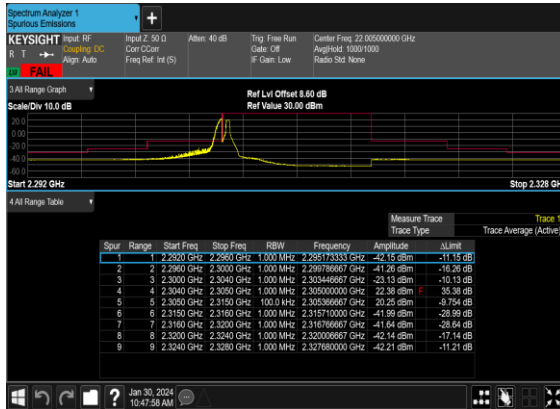 Spectrum Analyzer 1
Spurious Emissions
+
KEYSIGHT Input: RF Input Z: 50 Ω Atten: 40 dB Trig: Free Run Center Freq: 22.005000000 GHz
R T Coupling: DC Corr CCorr Gate: Off Avg|Hold: 1000/1000
Align: Auto Freq Ref: Int (S) IF Gain: Low Radio Std: None
FAIL
3 All Range Graph Ref Lvl Offset 8.60 dB
Scale/Div 10.0 dB Ref Value 30.00 dBm
20.0
0.00
-20.0
-40.0
-60.0
Start 2.292 GHz Stop 2.328 GH
4 All Range Table
Measure Trace Trace 1
Trace Type Trace Average (Active)
Spur Range Start Freq Stop Freq RBW Frequency Amplitude ΔLimit
1 1 2.2920 GHz 2.2960 GHz 1.000 MHz 2.295173333 GHz -42.15 dBm -11.15 dB
2 2 2.2960 GHz 2.3000 GHz 1.000 MHz 2.299786667 GHz -41.26 dBm -16.26 dB
3 3 2.3000 GHz 2.3040 GHz 1.000 MHz 2.303446667 GHz -23.13 dBm -10.13 dB
4 4 2.3040 GHz 2.3050 GHz 1.000 MHz 2.305000000 GHz 22.38 dBm F 35.38 dB
5 5 2.3050 GHz 2.3150 GHz 100.0 kHz 2.305366667 GHz 20.25 dBm -9.754 dB
6 6 2.3150 GHz 2.3160 GHz 1.000 MHz 2.315710000 GHz -41.99 dBm -28.99 dB
7 7 2.3160 GHz 2.3200 GHz 1.000 MHz 2.316766667 GHz -41.64 dBm -28.64 dB
8 8 2.3200 GHz 2.3240 GHz 1.000 MHz 2.320006667 GHz -42.14 dBm -17.14 dB
9 9 2.3240 GHz 2.3280 GHz 1.000 MHz 2.327680000 GHz -42.21 dBm -11.21 dB
? Jan 30, 2024
10:47:58 AM